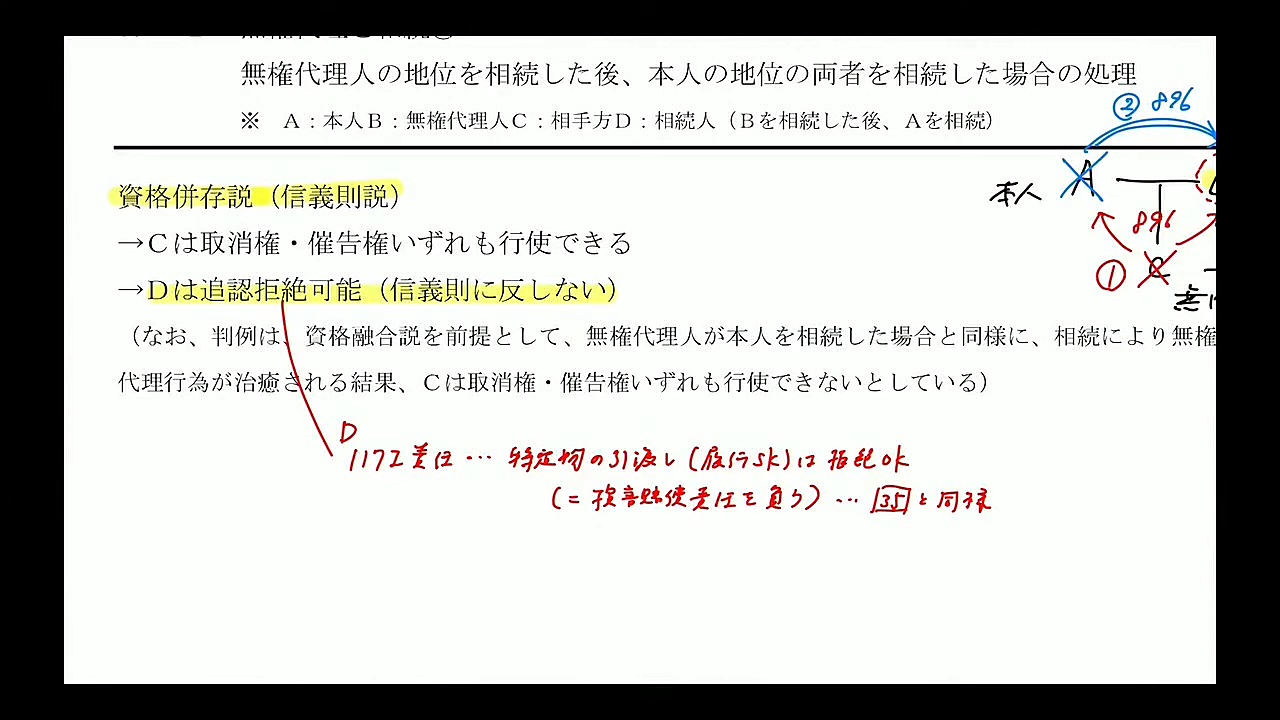 無権代理人の地位を相続した後、本人の地位の両者を相続した場合の処理
※　Ａ：本人Ｂ：無権代理人Ｃ：相手方Ｄ：相続人（Ｂを相続した後、Ａを相続）
② 896
資格併存説（信義則説）
本人 A
→Ｃは取消権・催告権いずれも行使できる
896
①
→Ｄは追認拒絶可能（信義則に反しない）
無
（なお、判例は、資格融合説を前提として、無権代理人が本人を相続した場合と同様に、相続により無権
代理行為が治癒される結果、Ｃは取消権・催告権いずれも行使できないとしている）
D
117Ⅰ責任 … 特定物の引渡し(履行SK)は拒絶OK
(= 損害賠償責任を負う) … 35 と同様